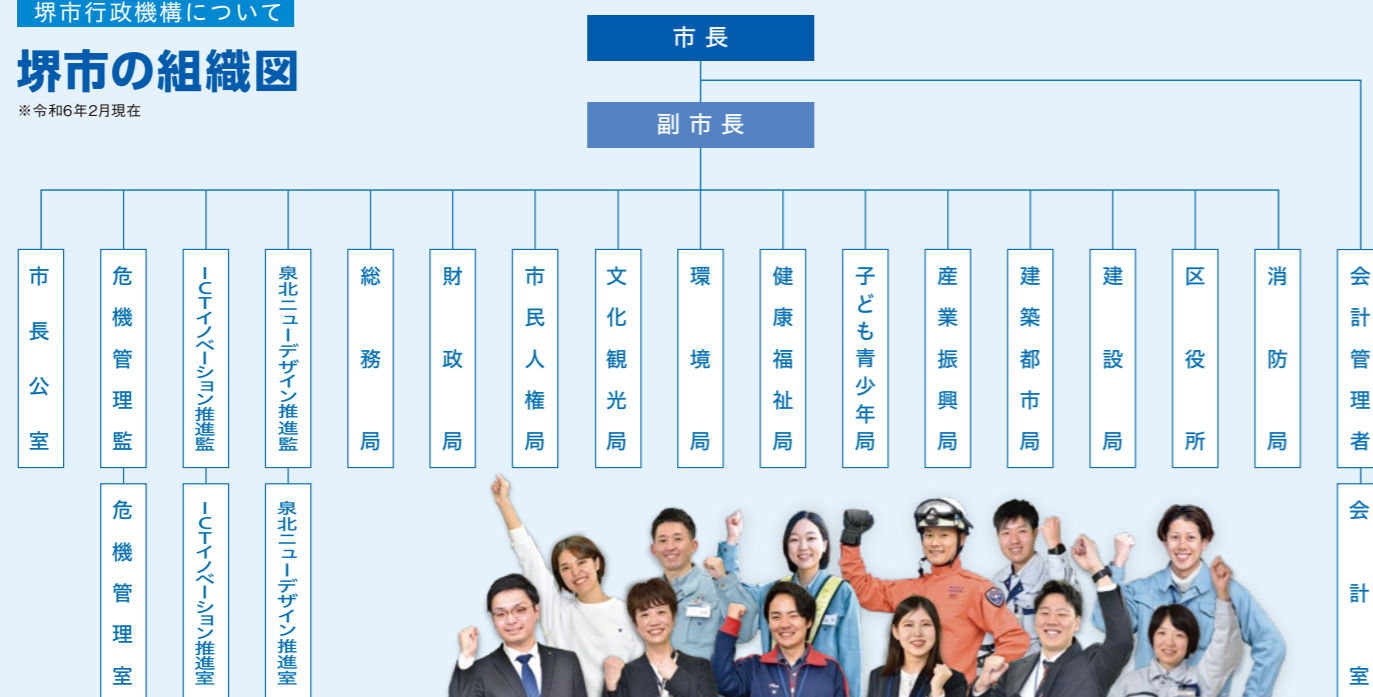 堺市行政機構について
堺市の組織図
※令和6年2月現在
市長
副市長
市長公室
危機管理監
ICTイノベーション推進監
泉北ニューデザイン推進監
総務局
財政局
市民人権局
文化観光局
環境局
健康福祉局
子ども青少年局
産業振興局
建築都市局
建設局
区役所
消防局
会計管理者
危機管理室
ICTイノベーション推進室
泉北ニューデザイン推進室
会計室